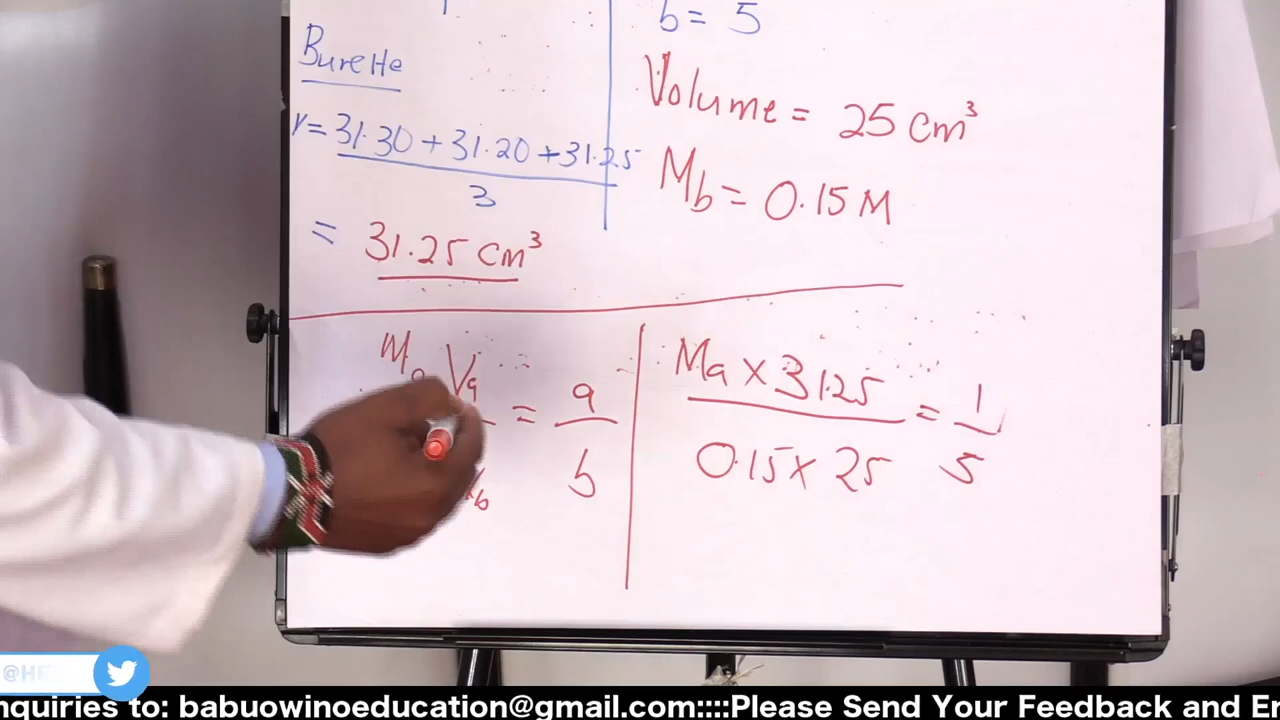 b = 5
Burette
V = 31.30 + 31.20 + 31.25
3
= 31.25 cm³
Volume = 25 cm³
Mb = 0.15 M
Ma Va = a
b b
Ma x 31.25 = 1
0.15 x 25 5
nquiries to: babuowinoeducation@gmail.com::::Please Send Your Feedback and En